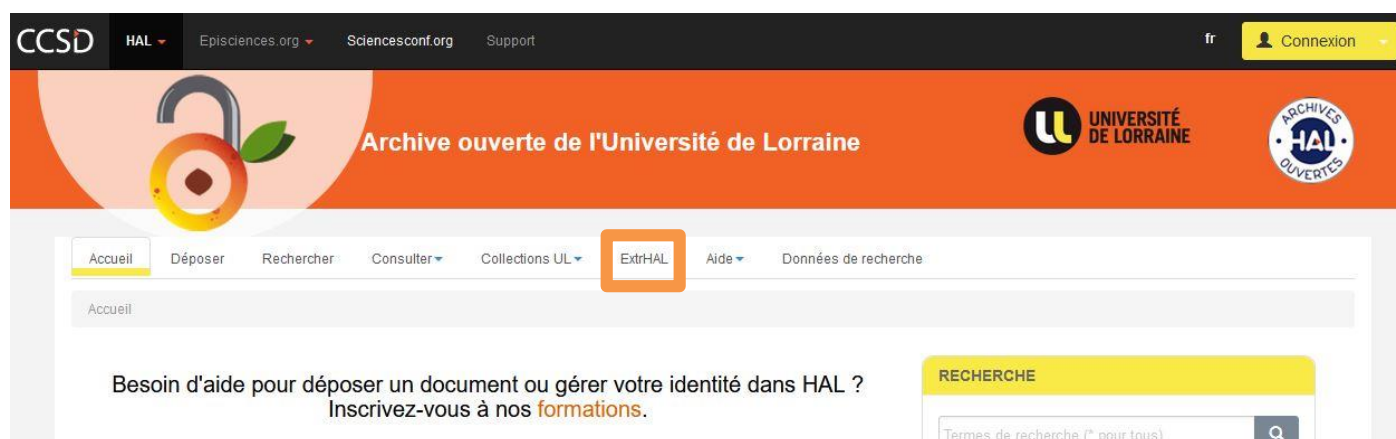 CCSD HAL Episciences.org Sciencesconf.org Support fr Connexion
Archive ouverte de l'Université de Lorraine
UNIVERSITÉ
DE LORRAINE
ARCHIVES
HAL
OUVERTES
Accueil Déposer Rechercher Consulter Collections UL ExtrHAL Aide Données de recherche
Accueil
Besoin d'aide pour déposer un document ou gérer votre identité dans HAL ?
Inscrivez-vous à nos formations.
RECHERCHE
Termes de recherche (* pour tous)